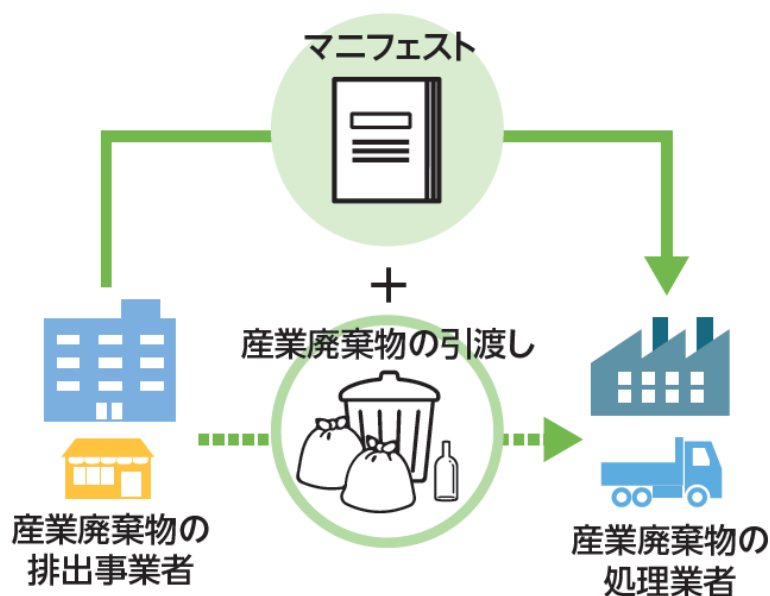 マニフェスト
+
産業廃棄物の引渡し
産業廃棄物の
排出事業者
産業廃棄物の
処理業者